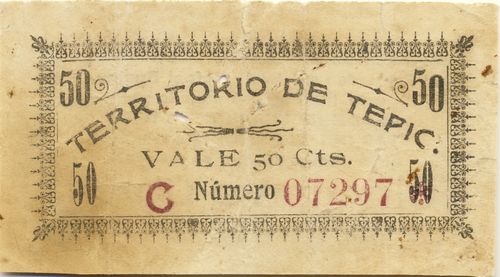 50 50
TERRITORIO DE TEPIC.
VALE 50 Cts.
50 50
C Número 07297